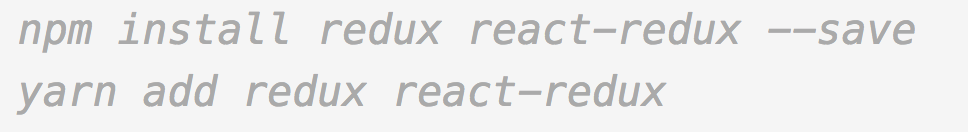 npm install redux react-redux --save
yarn add redux react-redux